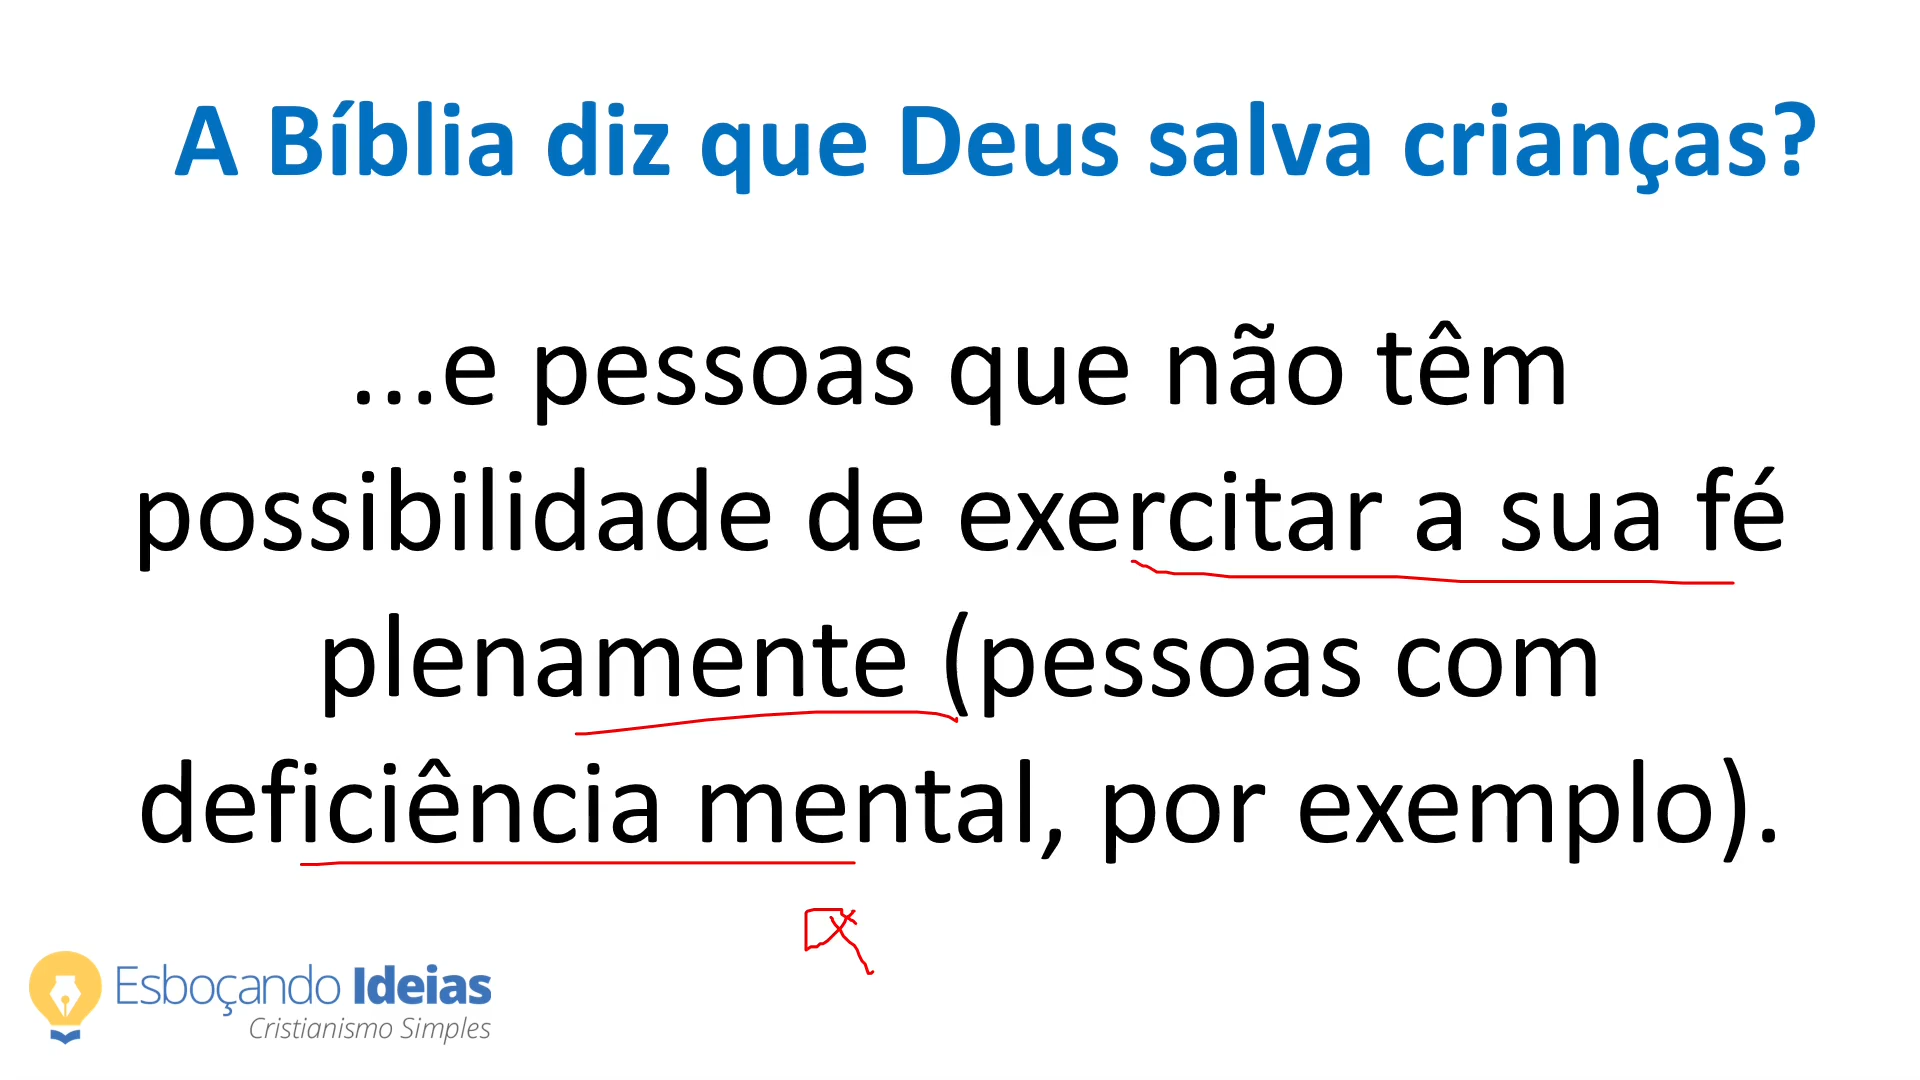 A Bíblia diz que Deus salva crianças?
...e pessoas que não têm
possibilidade de exercitar a sua fé
plenamente (pessoas com
deficiência mental, por exemplo).
Esboçando Ideias
Cristianismo Simples